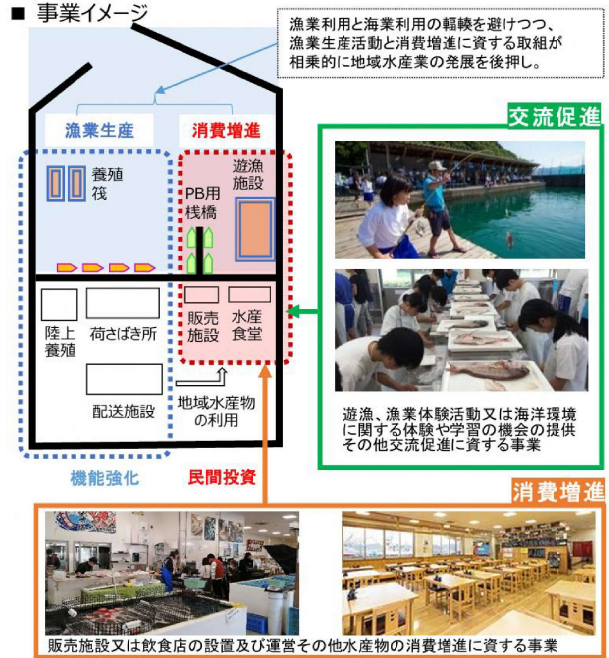 ■ 事業イメージ
漁業利用と海業利用の輻輳を避けつつ、
漁業生産活動と消費増進に資する取組が
相乗的に地域水産業の発展を後押し。
漁業生産
消費増進
養殖
筏
PB用
桟橋
遊漁
施設
陸上
養殖
荷さばき所
販売
施設
水産
食堂
配送施設
地域水産物
の利用
機能強化
民間投資
交流促進
遊漁、漁業体験活動又は海洋環境
に関する体験や学習の機会の提供
その他交流促進に資する事業
消費増進
販売施設又は飲食店の設置及び運営その他水産物の消費増進に資する事業